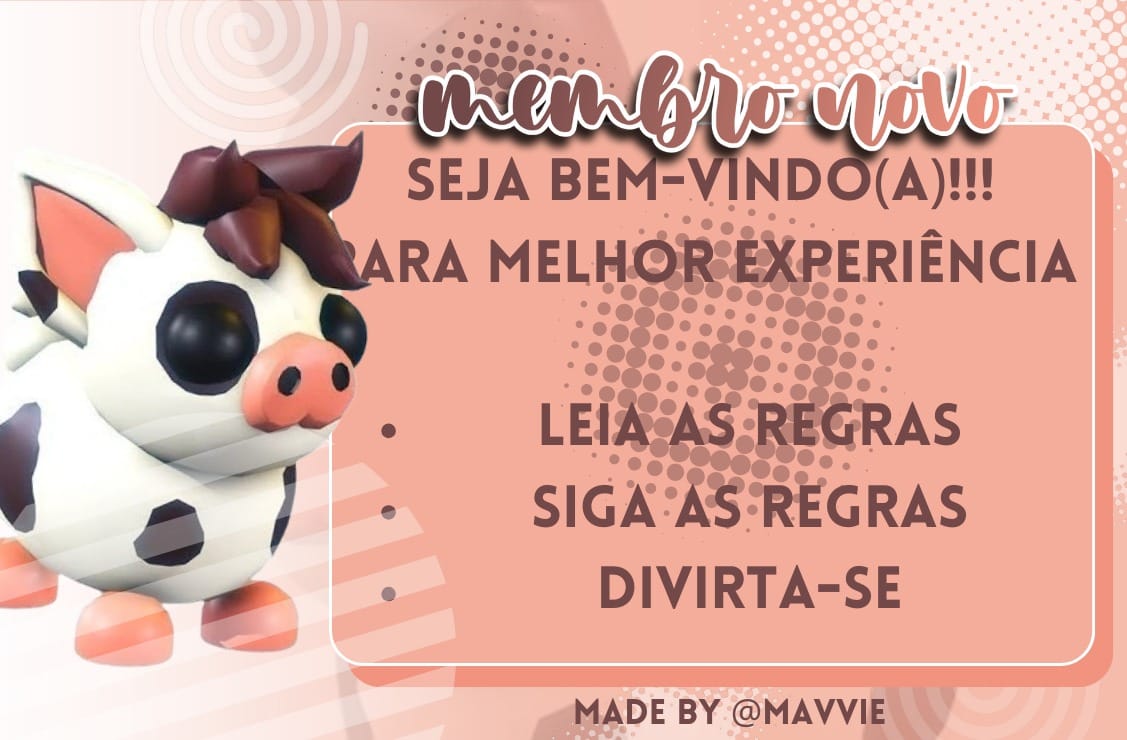 membro novo
SEJA BEM-VINDO(A)!!!
PARA MELHOR EXPERIÊNCIA
• LEIA AS REGRAS
• SIGA AS REGRAS
• DIVIRTA-SE
MADE BY @MAVVIE